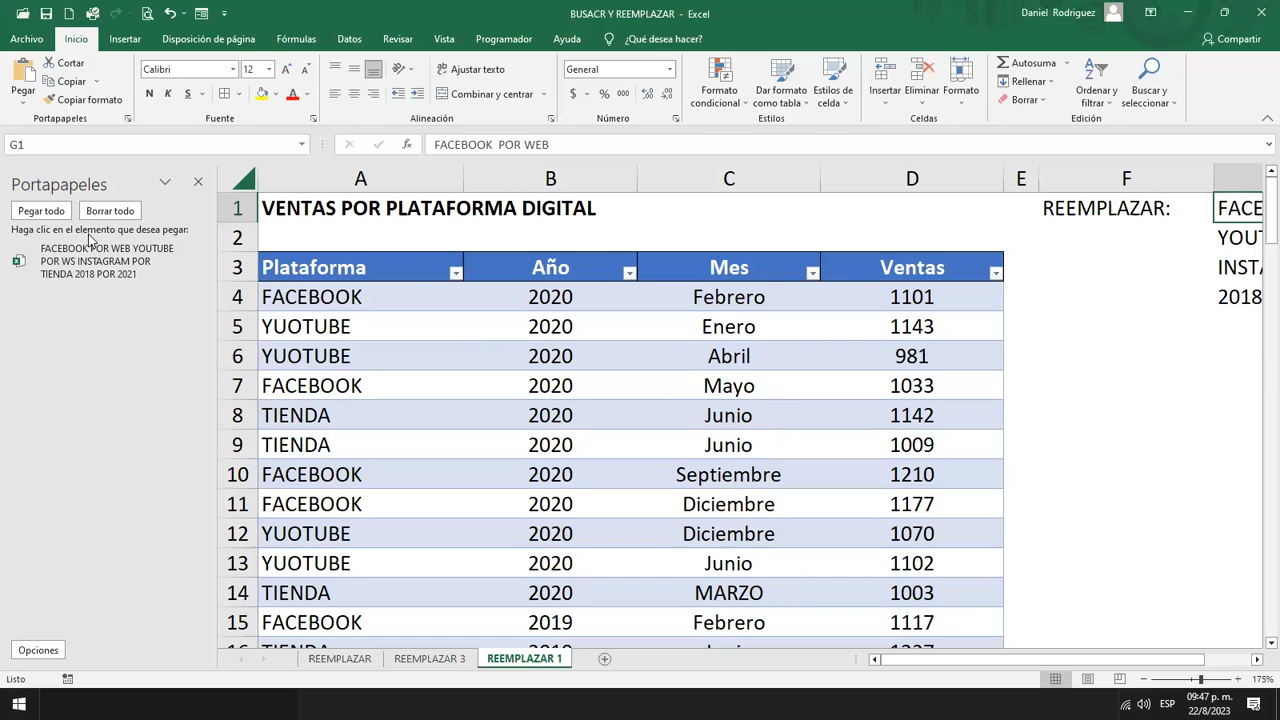 BUSACR Y REEMPLAZAR - Excel
Daniel Rodriguez
Archivo Inicio Insertar Disposición de página Fórmulas Datos Revisar Vista Programador Ayuda ¿Qué desea hacer? Compartir
Pegar
Cortar
Copiar
Copiar formato
Portapapeles
Calibri 12
N K S
Fuente
Ajustar texto
Combinar y centrar
Alineación
General
$ % 000
Número
Formato condicional
Dar formato como tabla
Estilos de celda
Estilos
Insertar Eliminar Formato
Celdas
Autosuma
Rellenar
Borrar
Ordenar y filtrar
Buscar y seleccionar
Edición
G1 fx FACEBOOK POR WEB
Portapapeles
Pegar todo Borrar todo
Haga clic en el elemento que desea pegar:
FACEBOOK POR WEB YOUTUBE
POR WS INSTAGRAM POR
TIENDA 2018 POR 2021
Opciones
A B C D E F
1 VENTAS POR PLATAFORMA DIGITAL REEMPLAZAR: FACE
2 YOUT
3 Plataforma Año Mes Ventas INSTA
4 FACEBOOK 2020 Febrero 1101 2018
5 YUOTUBE 2020 Enero 1143
6 YUOTUBE 2020 Abril 981
7 FACEBOOK 2020 Mayo 1033
8 TIENDA 2020 Junio 1142
9 TIENDA 2020 Junio 1009
10 FACEBOOK 2020 Septiembre 1210
11 FACEBOOK 2020 Diciembre 1177
12 YUOTUBE 2020 Diciembre 1070
13 YUOTUBE 2020 Junio 1102
14 TIENDA 2020 MARZO 1003
15 FACEBOOK 2019 Febrero 1117
REEMPLAZAR REEMPLAZAR 3 REEMPLAZAR 1
Listo
175%
ESP
09:47 p. m.
22/8/2023